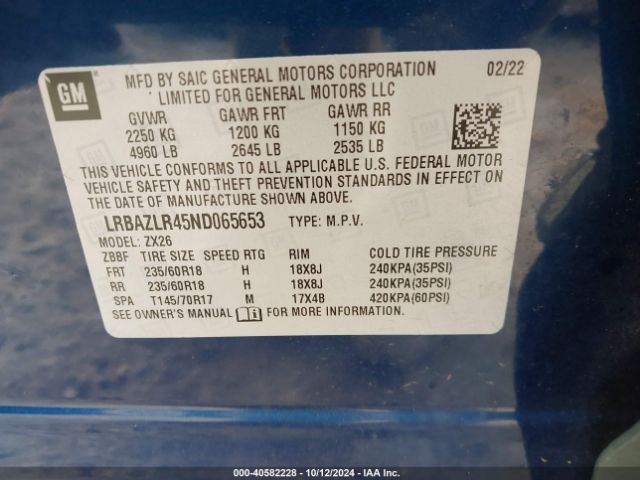 GM
MFD BY SAIC GENERAL MOTORS CORPORATION 02/22
LIMITED FOR GENERAL MOTORS LLC
GVWR GAWR FRT GAWR RR
2250 KG 1200 KG 1150 KG
4960 LB 2645 LB 2535 LB
THIS VEHICLE CONFORMS TO ALL APPLICABLE U.S. FEDERAL MOTOR
VEHICLE SAFETY AND THEFT PREVENTION STANDARDS IN EFFECT ON
THE DATE OF MANUFACTURE SHOWN ABOVE.
LRBAZLR45ND065653 TYPE: M.P.V.
MODEL: ZX26
ZBBF TIRE SIZE SPEED RTG RIM COLD TIRE PRESSURE
FRT 235/60R18 H 18X8J 240KPA(35PSI)
RR 235/60R18 H 18X8J 240KPA(35PSI)
SPA T145/70R17 M 17X4B 420KPA(60PSI)
SEE OWNER'S MANUAL FOR MORE INFORMATION.
000-40582228 - 10/12/2024 - IAA Inc.